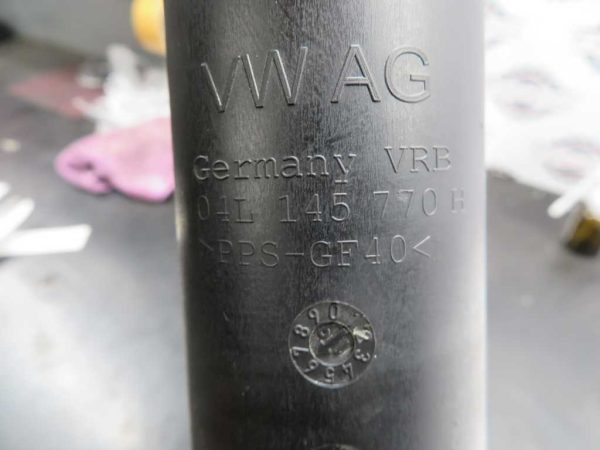 VW AG
Germany VRB
04L 145 770 H
>PPS-GF40<